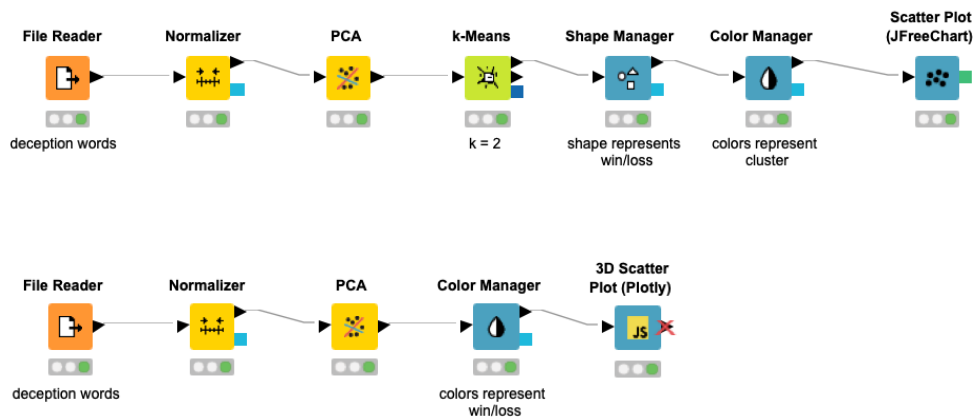 File Reader
Normalizer
PCA
k-Means
Shape Manager
Color Manager
Scatter Plot
(JFreeChart)
deception words
k = 2
shape represents
win/loss
colors represent
cluster
File Reader
Normalizer
PCA
Color Manager
3D Scatter
Plot (Plotly)
JS
deception words
colors represent
win/loss